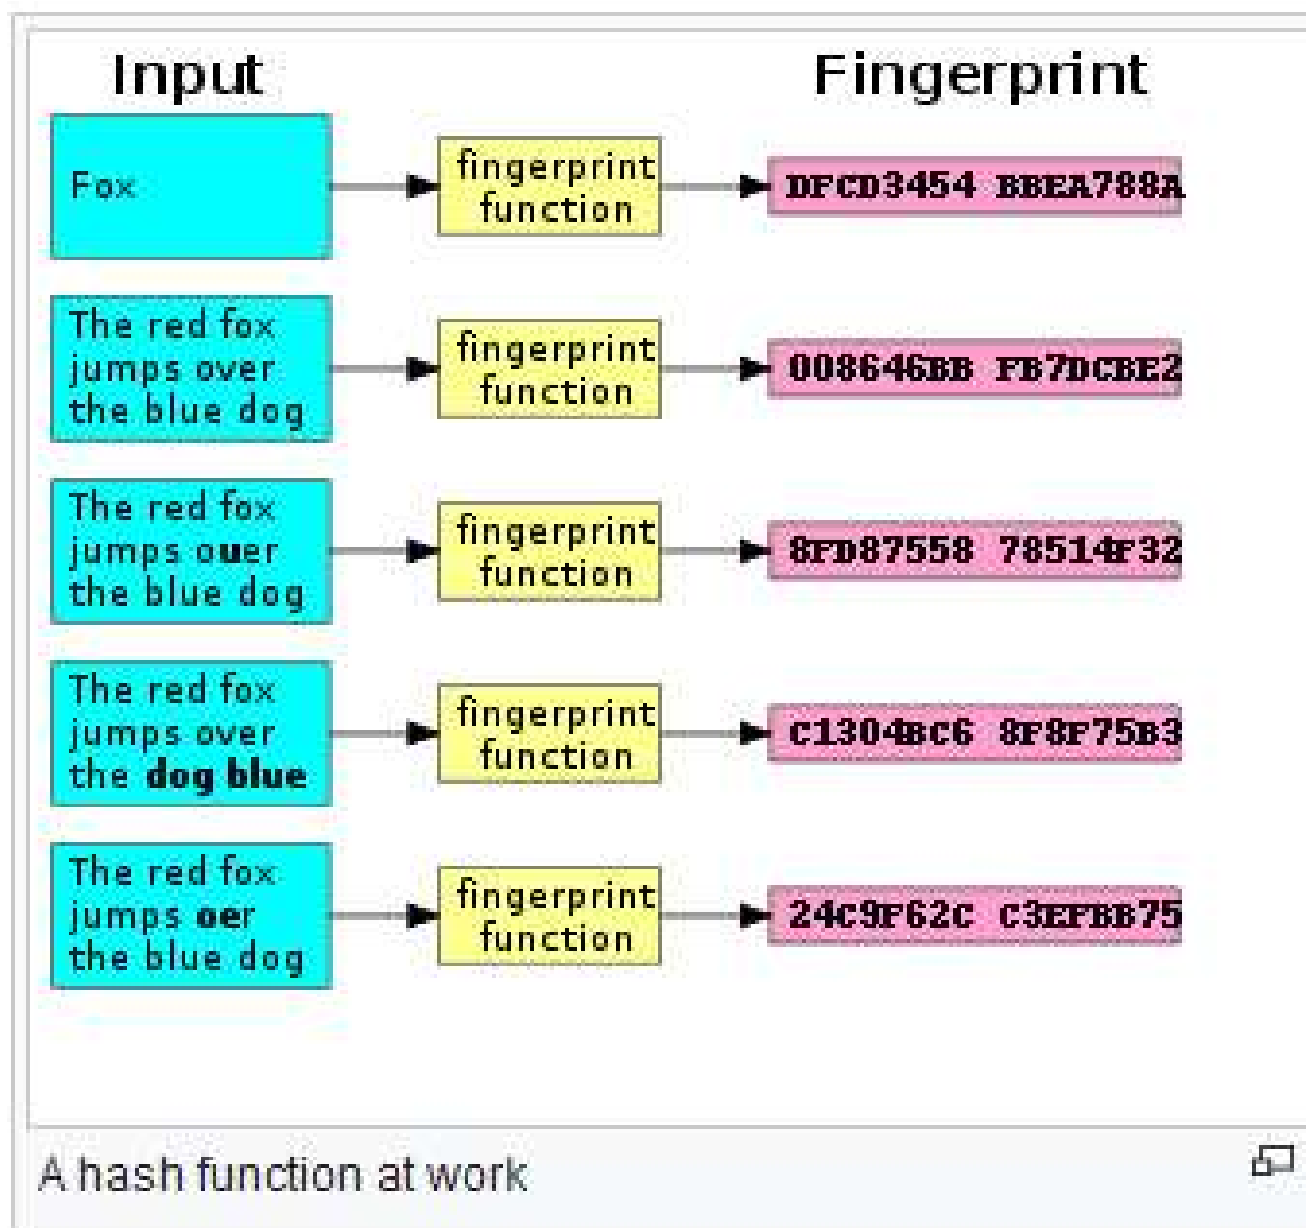 Input
Fingerprint
Fox
fingerprint
function
DFCD3454 BBEA788A
The red fox
jumps over
the blue dog
fingerprint
function
008646BB FB7DCBE2
The red fox
jumps ouer
the blue dog
fingerprint
function
8FD87558 78514F32
The red fox
jumps over
the dog blue
fingerprint
function
C1304BC6 8F8F75B3
The red fox
jumps oer
the blue dog
fingerprint
function
24C9F62C C3EFBB75
A hash function at work